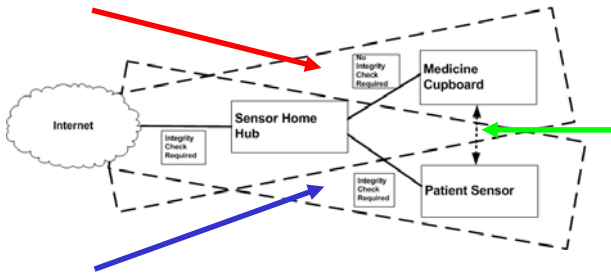 No
Integrity
Check
Required
Medicine
Cupboard
Internet
Sensor Home
Hub
Integrity
Check
Required
Integrity
Check
Required
Patient Sensor